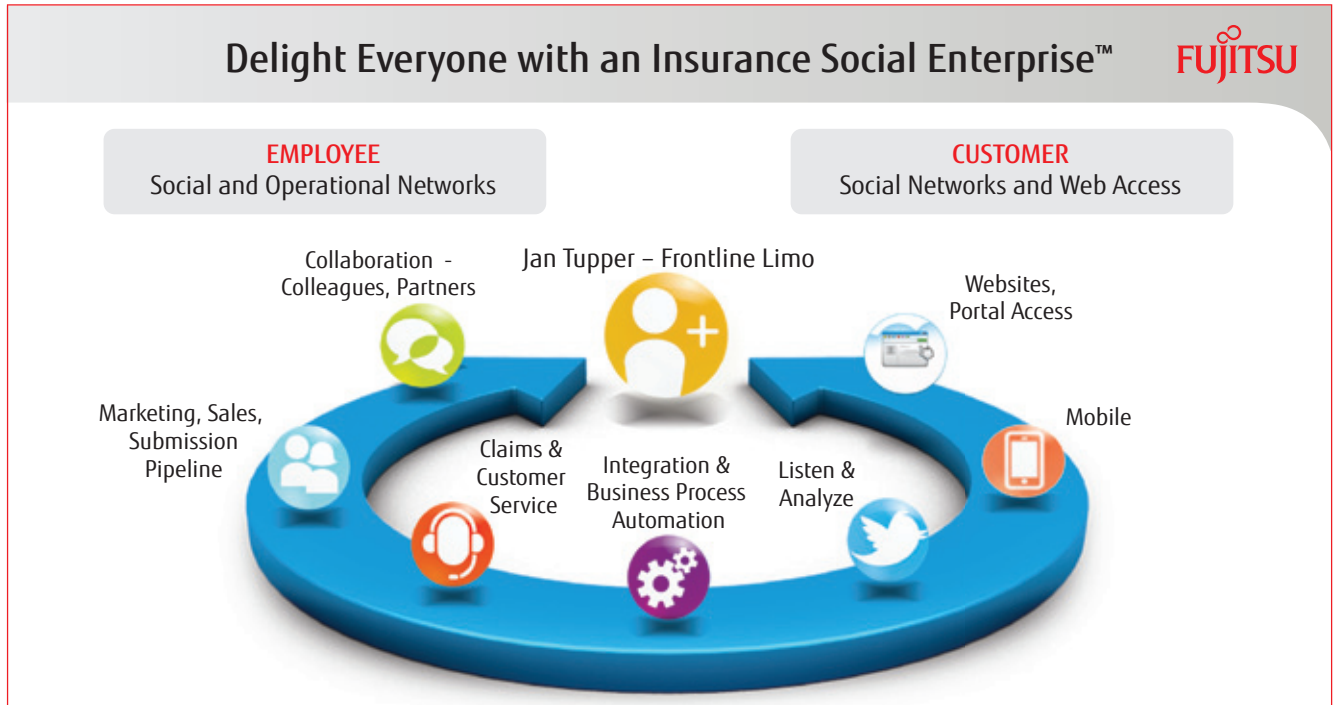 Delight Everyone with an Insurance Social Enterprise™
FUJITSU
EMPLOYEE
Social and Operational Networks
CUSTOMER
Social Networks and Web Access
Collaboration -
Colleagues, Partners
Jan Tupper – Frontline Limo
Websites,
Portal Access
Marketing, Sales,
Submission
Pipeline
Claims &
Customer
Service
Integration &
Business Process
Automation
Listen &
Analyze
Mobile